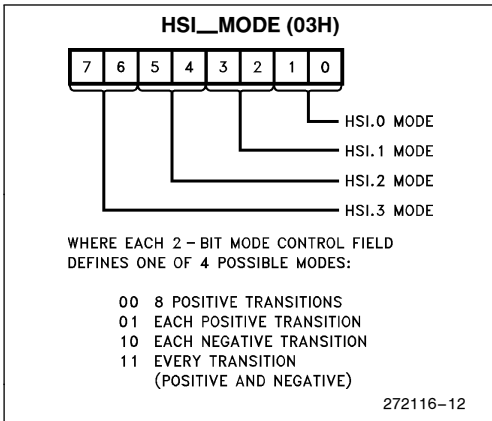 HSI_MODE (03H)
7 6 5 4 3 2 1 0
HSI.0 MODE
HSI.1 MODE
HSI.2 MODE
HSI.3 MODE
WHERE EACH 2-BIT MODE CONTROL FIELD
DEFINES ONE OF 4 POSSIBLE MODES:
00 8 POSITIVE TRANSITIONS
01 EACH POSITIVE TRANSITION
10 EACH NEGATIVE TRANSITION
11 EVERY TRANSITION
(POSITIVE AND NEGATIVE)
272116-12